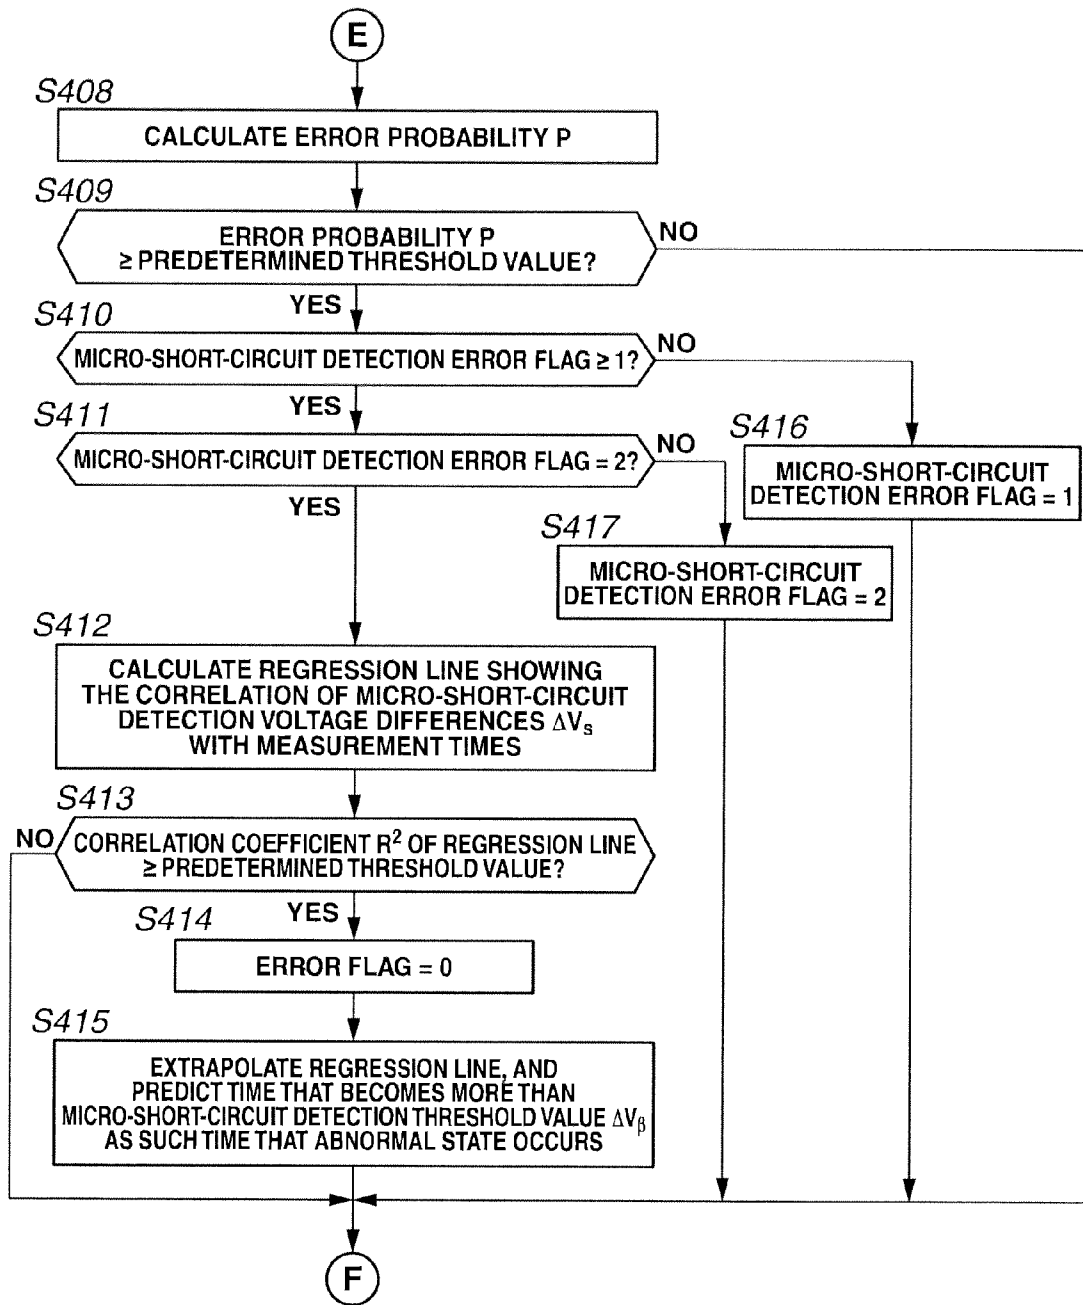 E
S408
CALCULATE ERROR PROBABILITY P
S409
ERROR PROBABILITY P
≥ PREDETERMINED THRESHOLD VALUE?
NO
YES
S410
MICRO-SHORT-CIRCUIT DETECTION ERROR FLAG ≥ 1?
NO
YES
S411
MICRO-SHORT-CIRCUIT DETECTION ERROR FLAG = 2?
NO
YES
S416
MICRO-SHORT-CIRCUIT
DETECTION ERROR FLAG = 1
S417
MICRO-SHORT-CIRCUIT
DETECTION ERROR FLAG = 2
S412
CALCULATE REGRESSION LINE SHOWING
THE CORRELATION OF MICRO-SHORT-CIRCUIT
DETECTION VOLTAGE DIFFERENCES ΔVs
WITH MEASUREMENT TIMES
S413
NO
CORRELATION COEFFICIENT R² OF REGRESSION LINE
≥ PREDETERMINED THRESHOLD VALUE?
YES
S414
ERROR FLAG = 0
S415
EXTRAPOLATE REGRESSION LINE, AND
PREDICT TIME THAT BECOMES MORE THAN
MICRO-SHORT-CIRCUIT DETECTION THRESHOLD VALUE ΔVβ
AS SUCH TIME THAT ABNORMAL STATE OCCURS
F